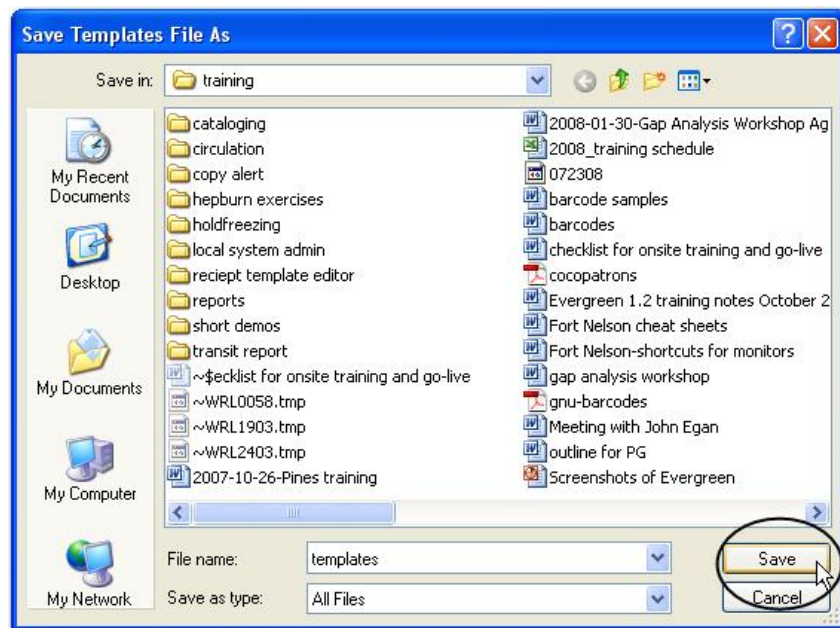 Save Templates File As
Save in: training
My Recent Documents
Desktop
My Documents
My Computer
My Network
cataloging
circulation
copy alert
hepburn exercises
holdfreezing
local system admin
reciept template editor
reports
short demos
transit report
~$ecklist for onsite training and go-live
~WRL0058.tmp
~WRL1903.tmp
~WRL2403.tmp
2007-10-26-Pines training
2008-01-30-Gap Analysis Workshop Ag
2008_training schedule
072308
barcode samples
barcodes
checklist for onsite training and go-live
cocopatrons
Evergreen 1.2 training notes October 2
Fort Nelson cheat sheets
Fort Nelson-shortcuts for monitors
gap analysis workshop
gnu-barcodes
Meeting with John Egan
outline for PG
Screenshots of Evergreen
File name: templates
Save
Save as type: All Files
Cancel